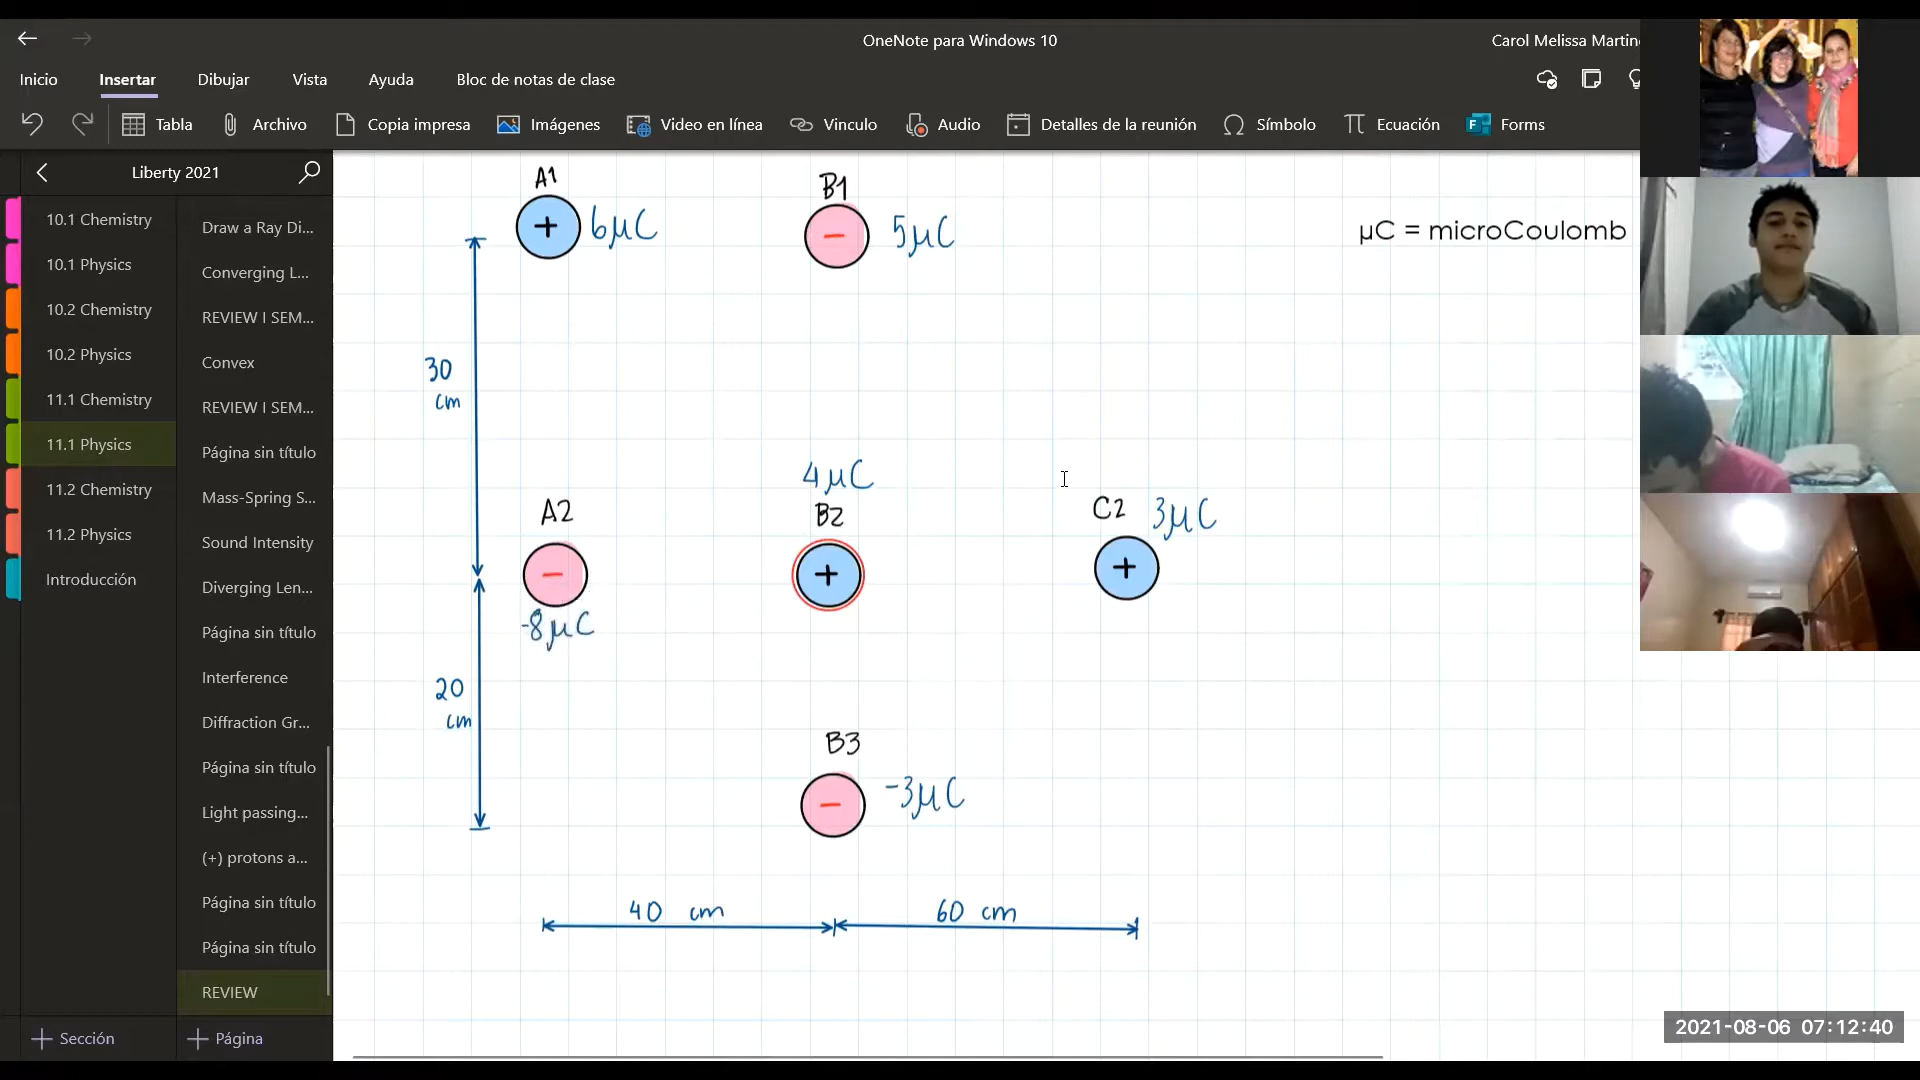 OneNote para Windows 10
Carol Melissa Martin
Inicio
Insertar
Dibujar
Vista
Ayuda
Bloc de notas de clase
Tabla
Archivo
Copia impresa
Imágenes
Video en línea
Vinculo
Audio
Detalles de la reunión
Símbolo
Ecuación
Forms
Liberty 2021
10.1 Chemistry
10.1 Physics
10.2 Chemistry
10.2 Physics
11.1 Chemistry
11.1 Physics
11.2 Chemistry
11.2 Physics
Introducción
Sección
Draw a Ray Di...
Converging L...
REVIEW I SEM...
Convex
REVIEW I SEM...
Página sin título
Mass-Spring S...
Sound Intensity
Diverging Len...
Página sin título
Interference
Diffraction Gr...
Página sin título
Light passing...
(+) protons a...
Página sin título
Página sin título
REVIEW
Página
A1
+ 6μC
B1
- 5μC
μC = microCoulomb
30
cm
4μC
A2
B2
C2 3μC
-
+
+
-8μC
20
cm
B3
- -3μC
40 cm
60 cm
2021-08-06 07:12:40